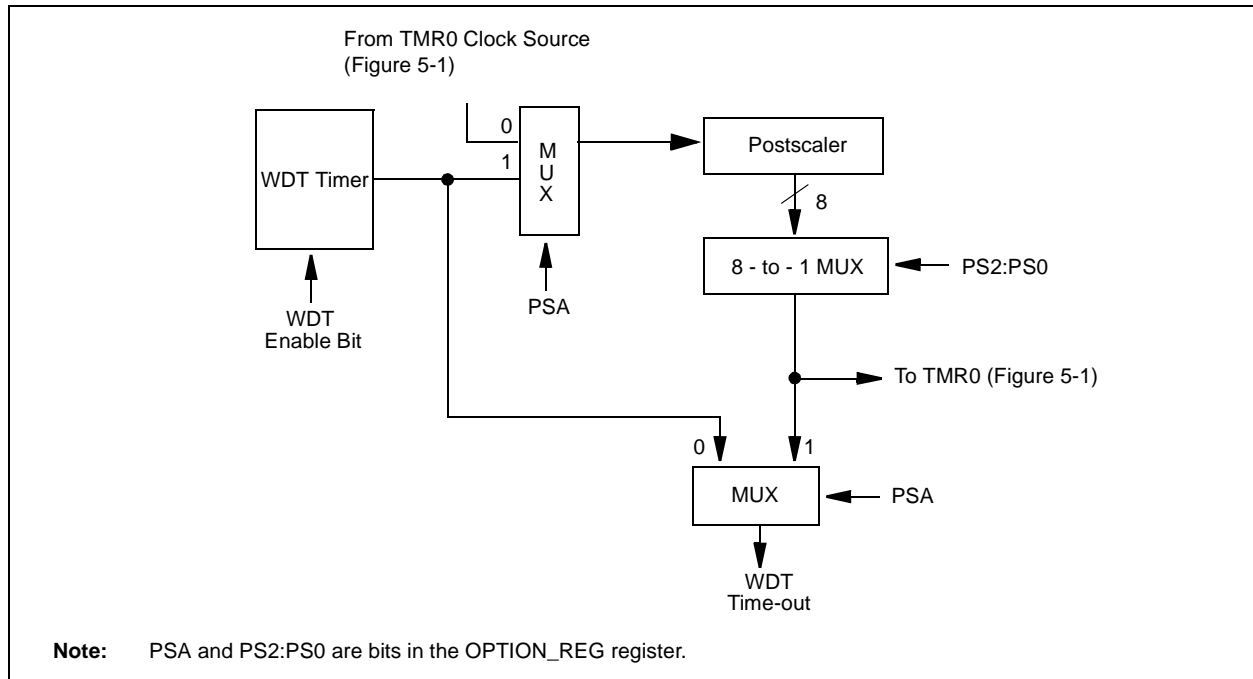 From TMR0 Clock Source
(Figure 5-1)
0
1
M
U
X
Postscaler
WDT Timer
8
8 - to - 1 MUX
PS2:PS0
PSA
WDT
Enable Bit
To TMR0 (Figure 5-1)
0
1
MUX
PSA
WDT
Time-out
Note: PSA and PS2:PS0 are bits in the OPTION_REG register.